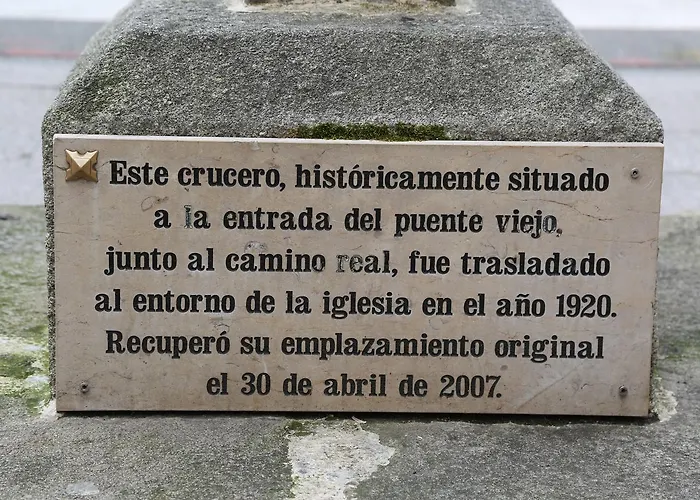 Este crucero, históricamente situado
a la entrada del puente viejo,
junto al camino real, fue trasladado
al entorno de la iglesia en el año 1920.
Recuperó su emplazamiento original
el 30 de abril de 2007.